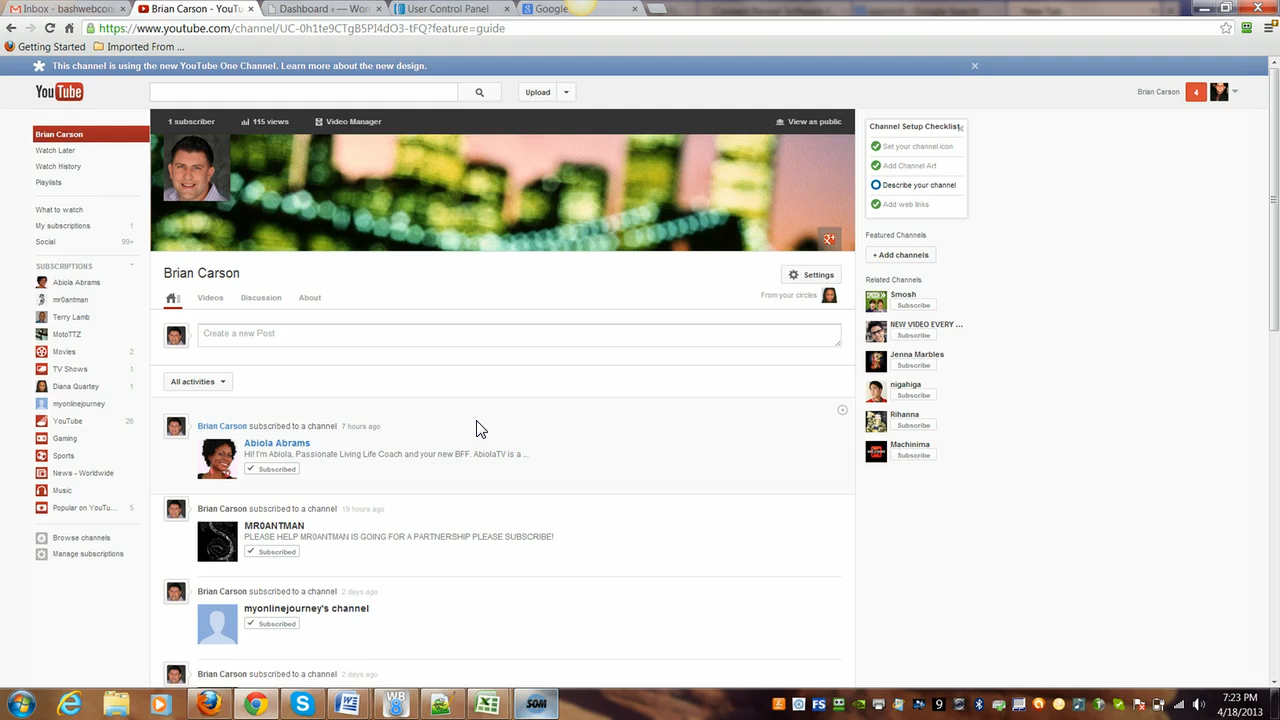 Inbox - bashwebcon...
Brian Carson - YouTu
Dashboard ‹ — Wor
User Control Panel
Google
https://www.youtube.com/channel/UC-0h1te9CTgB5PI4dO3-tFQ?feature=guide
Getting Started
Imported From ...
This channel is using the new YouTube One Channel. Learn more about the new design.
YouTube
Upload
Brian Carson
4
Brian Carson
Watch Later
Watch History
Playlists
What to watch
My subscriptions 1
Social 99+
SUBSCRIPTIONS
Abiola Abrams
mr0antman
Terry Lamb
MotoTTZ
Movies 2
TV Shows 1
Diana Quartey 1
myonlinejourney
YouTube 26
Gaming
Sports
News - Worldwide
Music
Popular on YouTu... 5
Browse channels
Manage subscriptions
1 subscriber
115 views
Video Manager
View as public
Brian Carson
Settings
Videos
Discussion
About
From your circles
Create a new Post
All activities
Brian Carson subscribed to a channel 7 hours ago
Abiola Abrams
Hi! I'm Abiola, Passionate Living Life Coach and your new BFF. AbiolaTV is a ...
Subscribed
Brian Carson subscribed to a channel 19 hours ago
MR0ANTMAN
PLEASE HELP MR0ANTMAN IS GOING FOR A PARTNERSHIP PLEASE SUBSCRIBE!
Subscribed
Brian Carson subscribed to a channel 2 days ago
myonlinejourney's channel
Subscribed
Brian Carson subscribed to a channel 2 days ago
Channel Setup Checklist
Set your channel icon
Add Channel Art
Describe your channel
Add web links
Featured Channels
+ Add channels
Related Channels
Smosh
Subscribe
NEW VIDEO EVERY ...
Subscribe
Jenna Marbles
Subscribe
nigahiga
Subscribe
Rihanna
Subscribe
Machinima
Subscribe
WB
SOM
FS
9
7:23 PM
4/18/2013